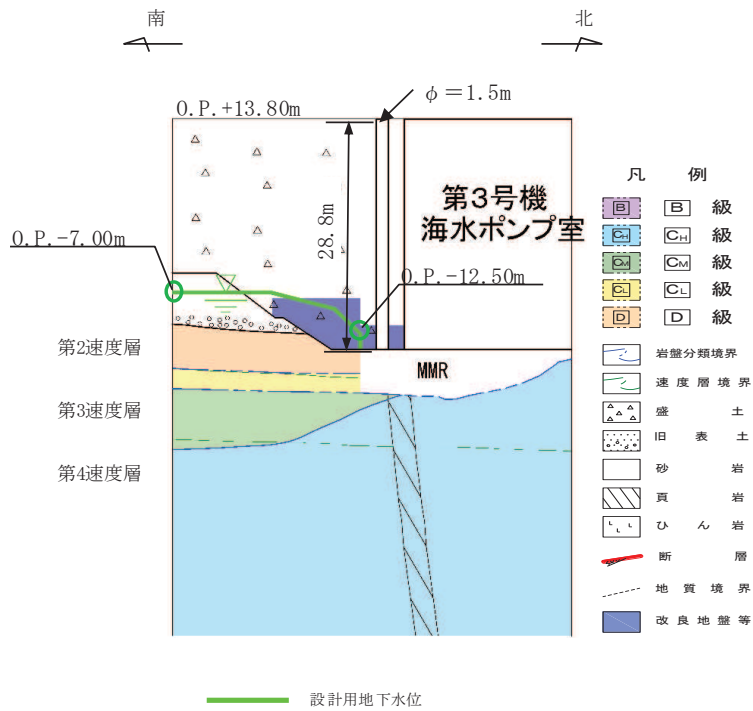 南
北
O.P.+13.80m
φ＝1.5m
28.8m
第3号機
海水ポンプ室
O.P.-7.00m
O.P.-12.50m
第2速度層
MMR
第3速度層
第4速度層
凡 例
B B 級
CH CH 級
CM CM 級
CL CL 級
D D 級
岩盤分類境界
速度層境界
盛 土
旧 表 土
砂 岩
頁 岩
ひ ん 岩
断 層
地 質 境 界
改良地盤等
設計用地下水位